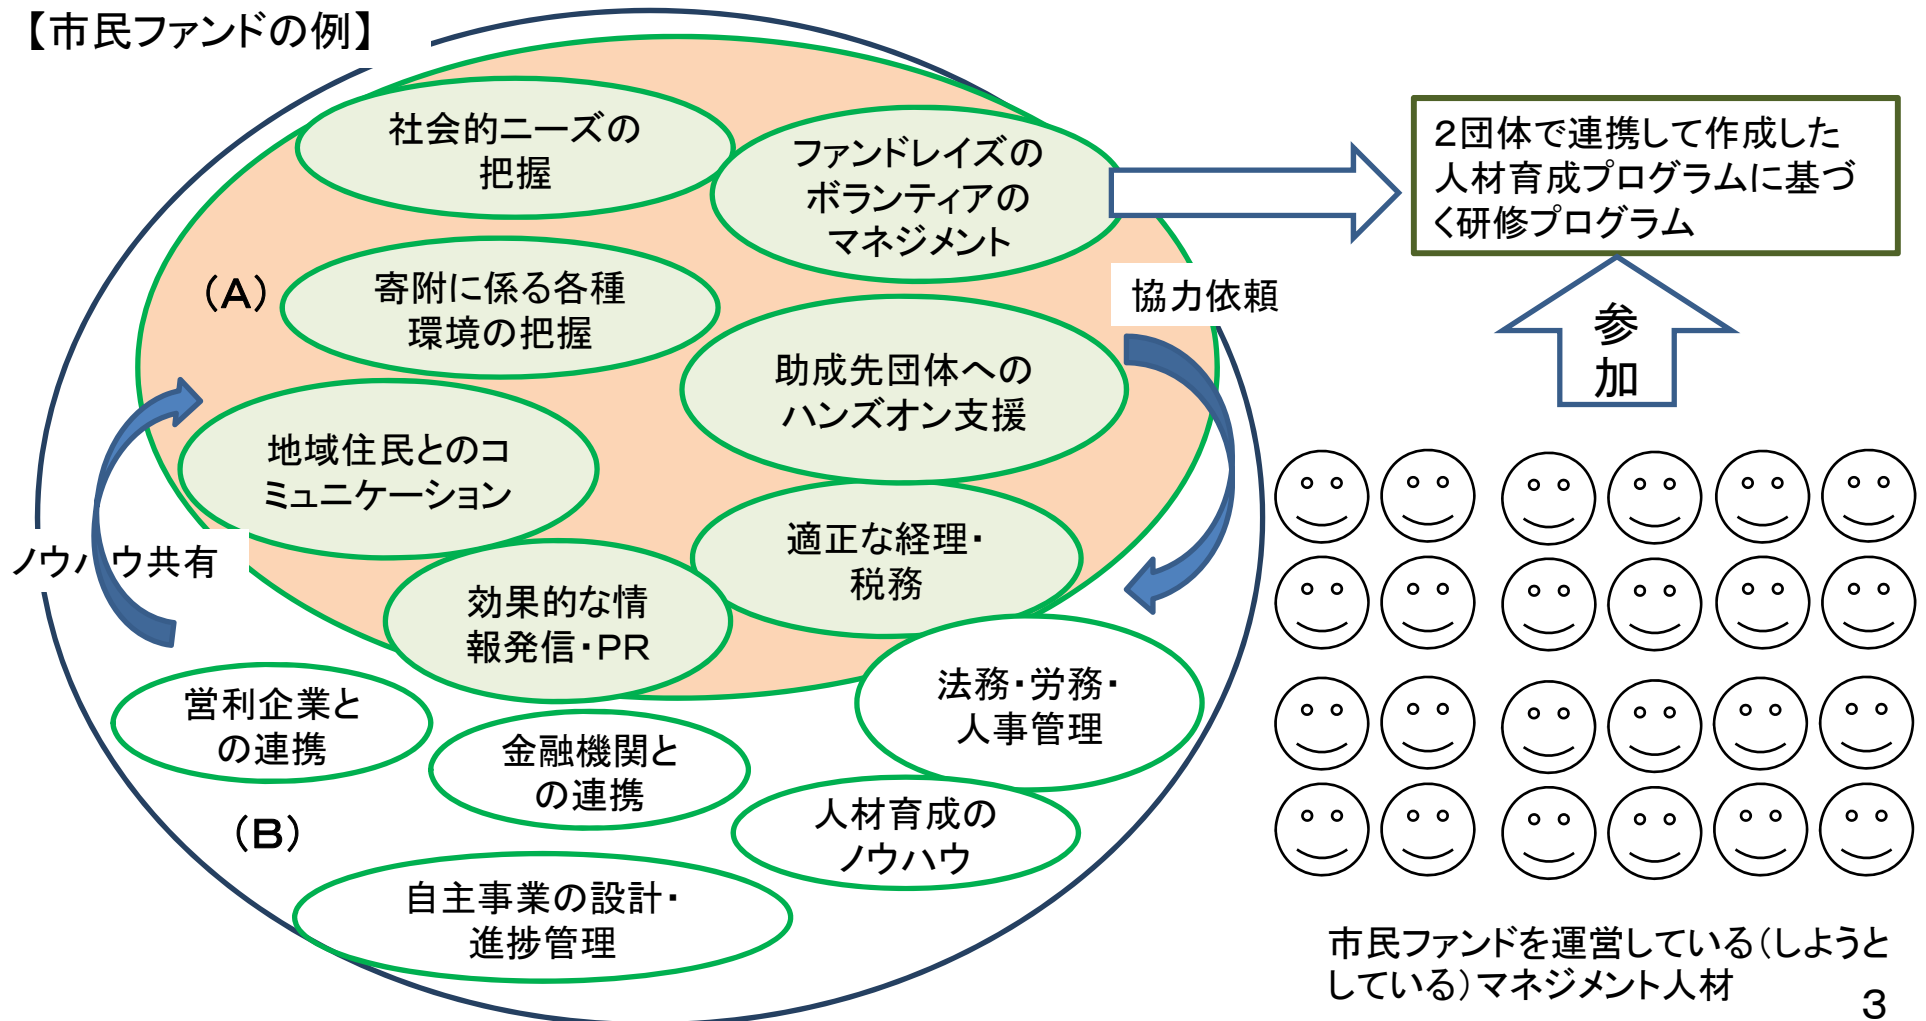 【市民ファンドの例】
社会的ニーズの
把握
ファンドレイズの
ボランティアの
マネジメント
２団体で連携して作成した
人材育成プログラムに基づ
く研修プログラム
（A）
寄附に係る各種
環境の把握
協力依頼
参
加
助成先団体への
ハンズオン支援
地域住民とのコ
ミュニケーション
ノウハウ共有
適正な経理・
税務
効果的な情
報発信・PR
法務・労務・
人事管理
営利企業と
の連携
金融機関と
の連携
（B）
人材育成の
ノウハウ
自主事業の設計・
進捗管理
市民ファンドを運営している（しようと
している）マネジメント人材
3